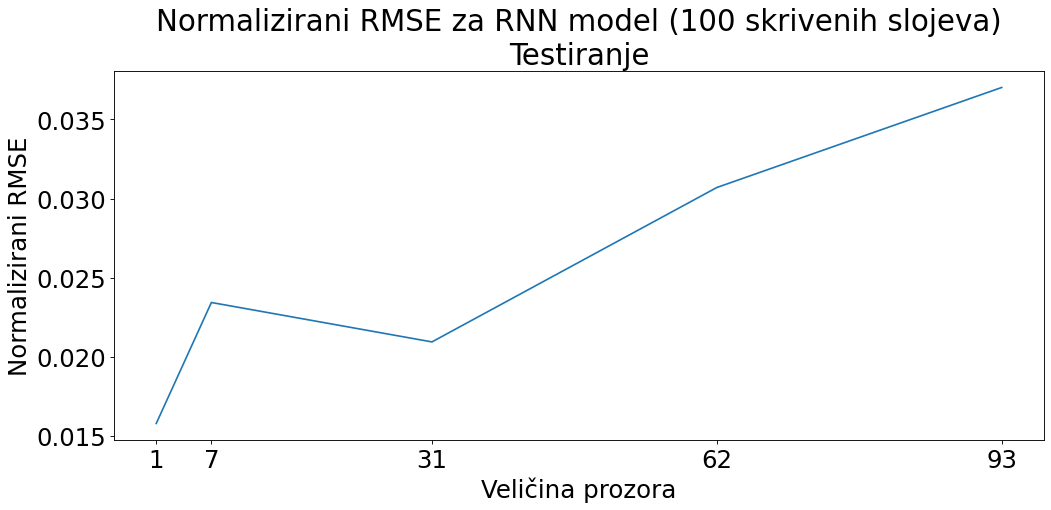 Normalizirani RMSE za RNN model (100 skrivenih slojeva)
Testiranje
Normalizirani RMSE
0.035
0.030
0.025
0.020
0.015
1 7 31 62 93
Veličina prozora